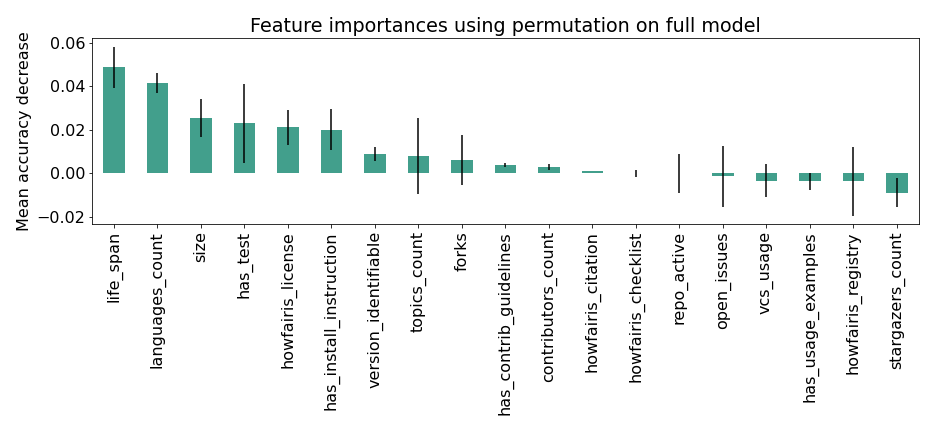 Feature importances using permutation on full model
Mean accuracy decrease
0.06
0.04
0.02
0.00
−0.02
life_span
languages_count
size
has_test
howfairis_license
has_install_instruction
version_identifiable
topics_count
forks
has_contrib_guidelines
contributors_count
howfairis_citation
howfairis_checklist
repo_active
open_issues
vcs_usage
has_usage_examples
howfairis_registry
stargazers_count